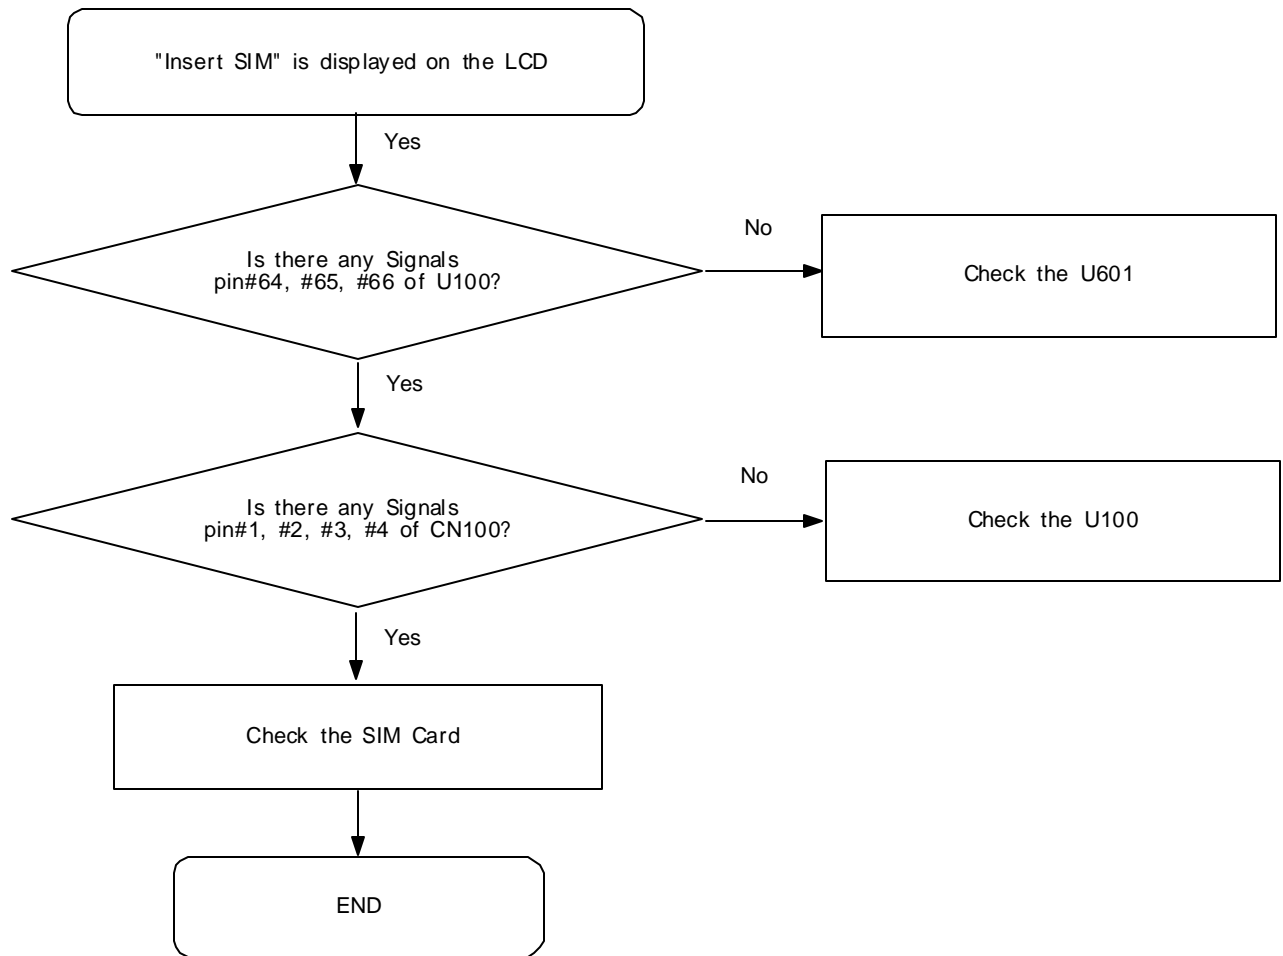 "Insert SIM" is displayed on the LCD
Yes
Is there any Signals
pin#64, #65, #66 of U100?
No
Check the U601
Yes
Is there any Signals
pin#1, #2, #3, #4 of CN100?
No
Check the U100
Yes
Check the SIM Card
END